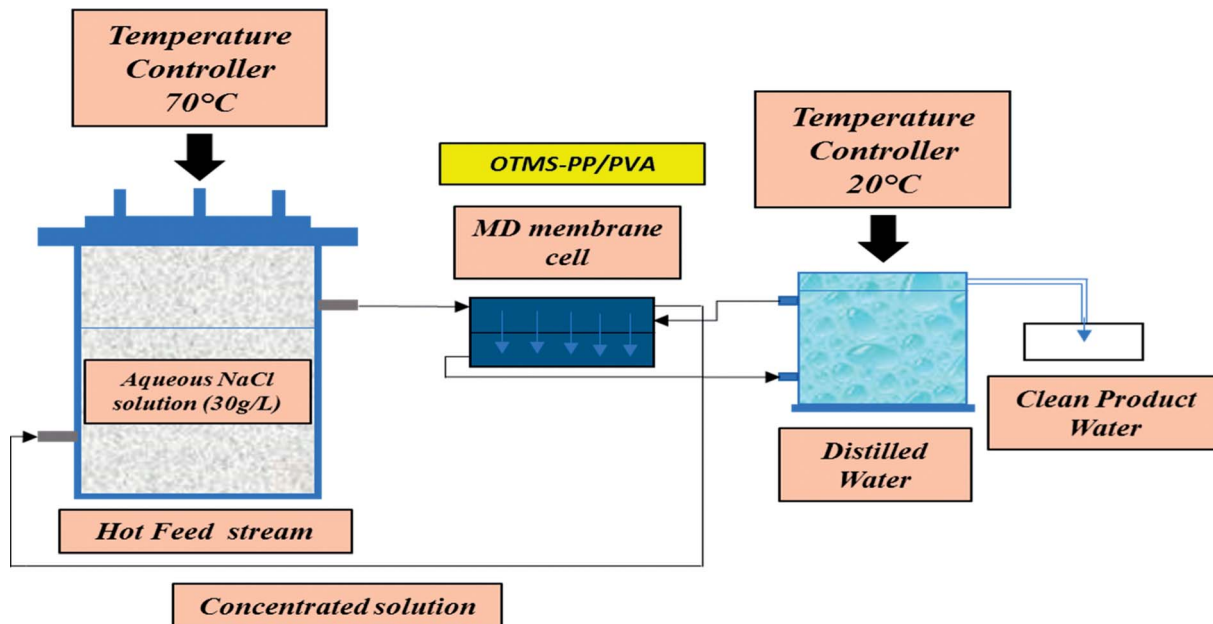 Temperature
Controller
70°C
Temperature
Controller
20°C
OTMS-PP/PVA
MD membrane
cell
Aqueous NaCl
solution (30g/L)
Clean Product
Water
Distilled
Water
Hot Feed stream
Concentrated solution